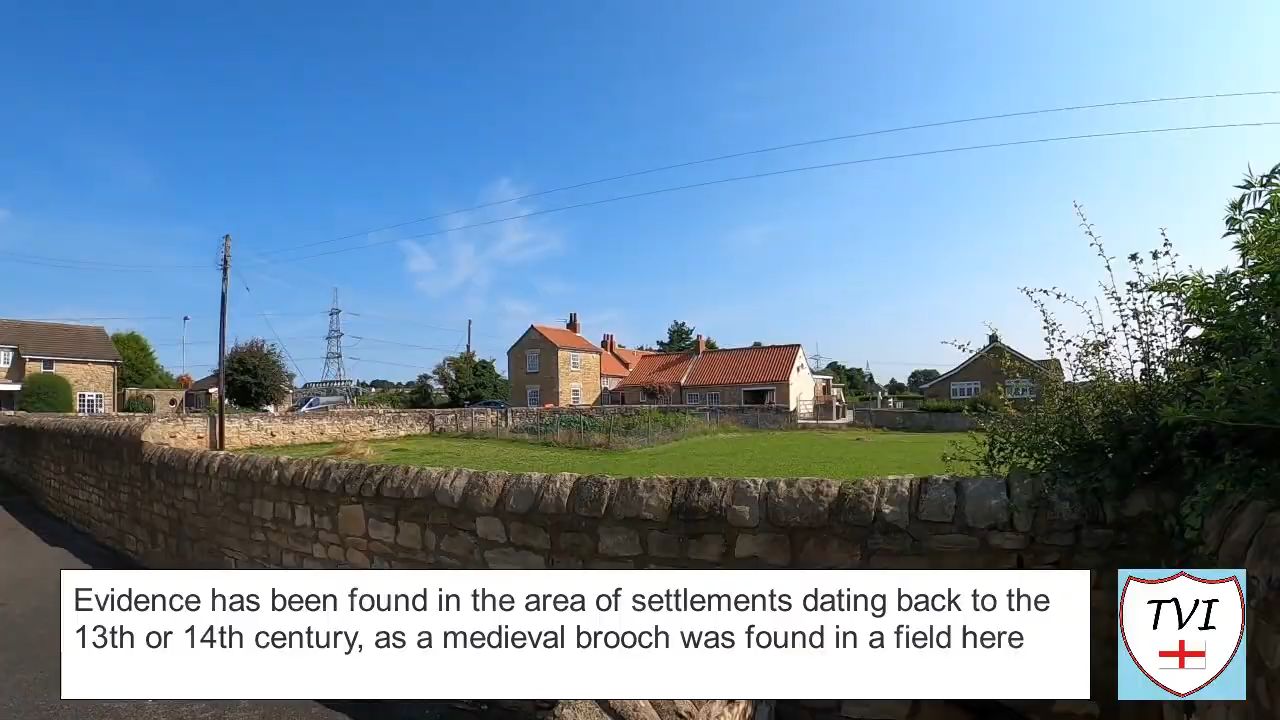 Evidence has been found in the area of settlements dating back to the
13th or 14th century, as a medieval brooch was found in a field here
TVI